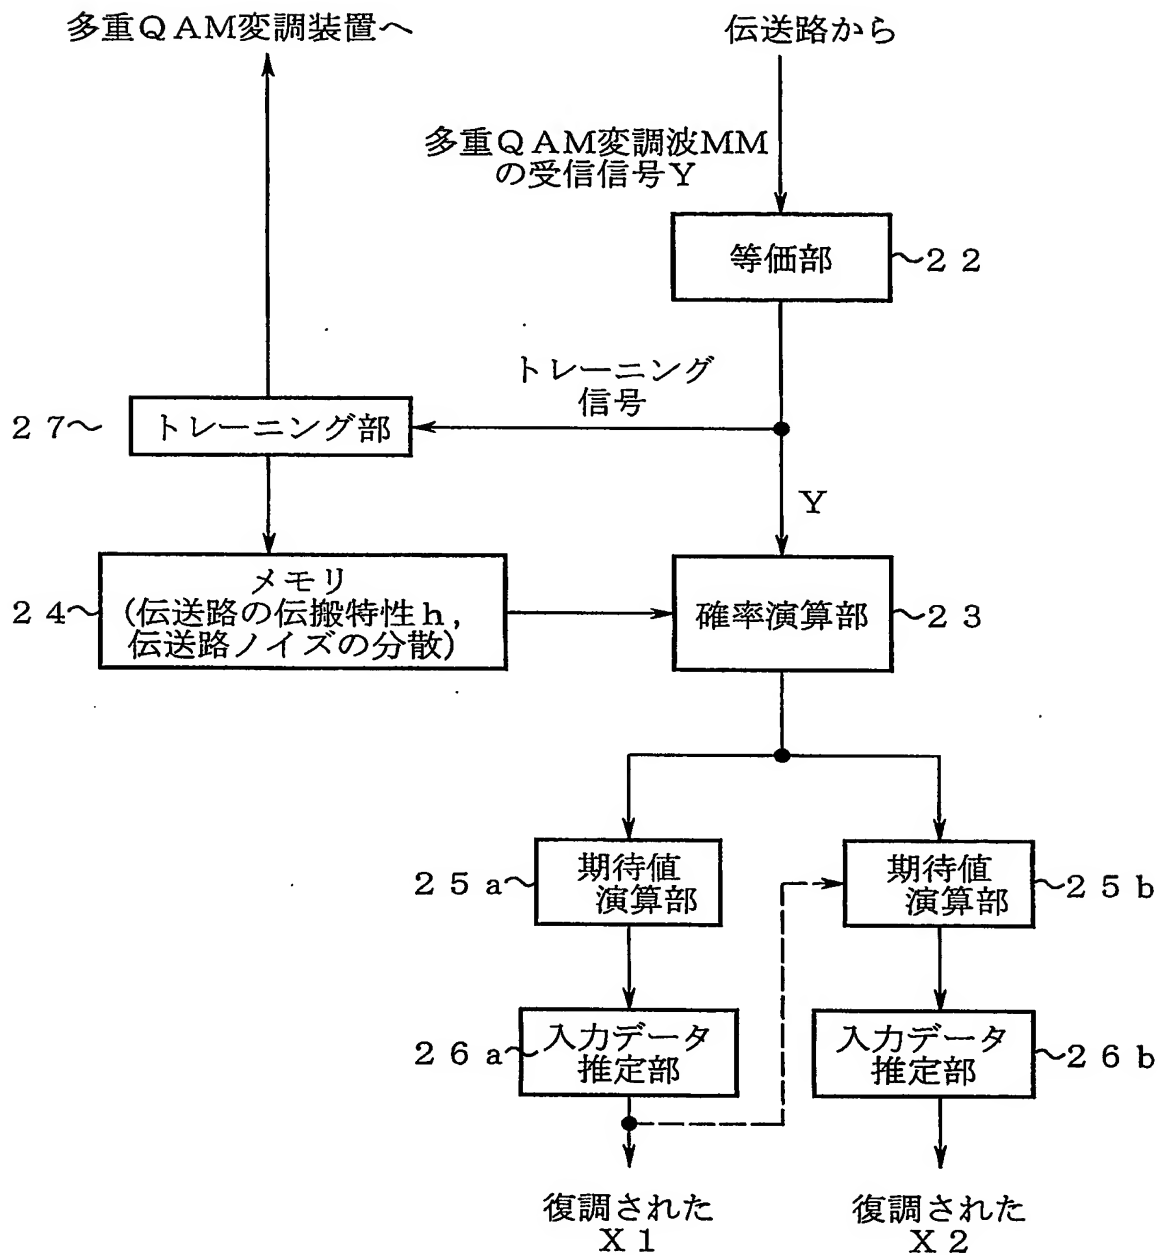 多重QAM変調装置へ
伝送路から
多重QAM変調波MM
の受信信号Y
等価部
22
トレーニング
信号
27
トレーニング部
Y
24
メモリ
(伝送路の伝搬特性h,
伝送路ノイズの分散)
確率演算部
23
25a
期待値
演算部
期待値
演算部
25b
26a
入力データ
推定部
入力データ
推定部
26b
復調された
X1
復調された
X2